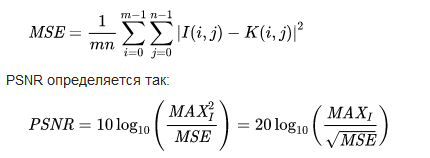 MSE = \frac{1}{mn} \sum_{i=0}^{m-1} \sum_{j=0}^{n-1} |I(i,j) - K(i,j)|^2
PSNR определяется так:
PSNR = 10 \log_{10} \left( \frac{MAX_I^2}{MSE} \right) = 20 \log_{10} \left( \frac{MAX_I}{\sqrt{MSE}} \right)